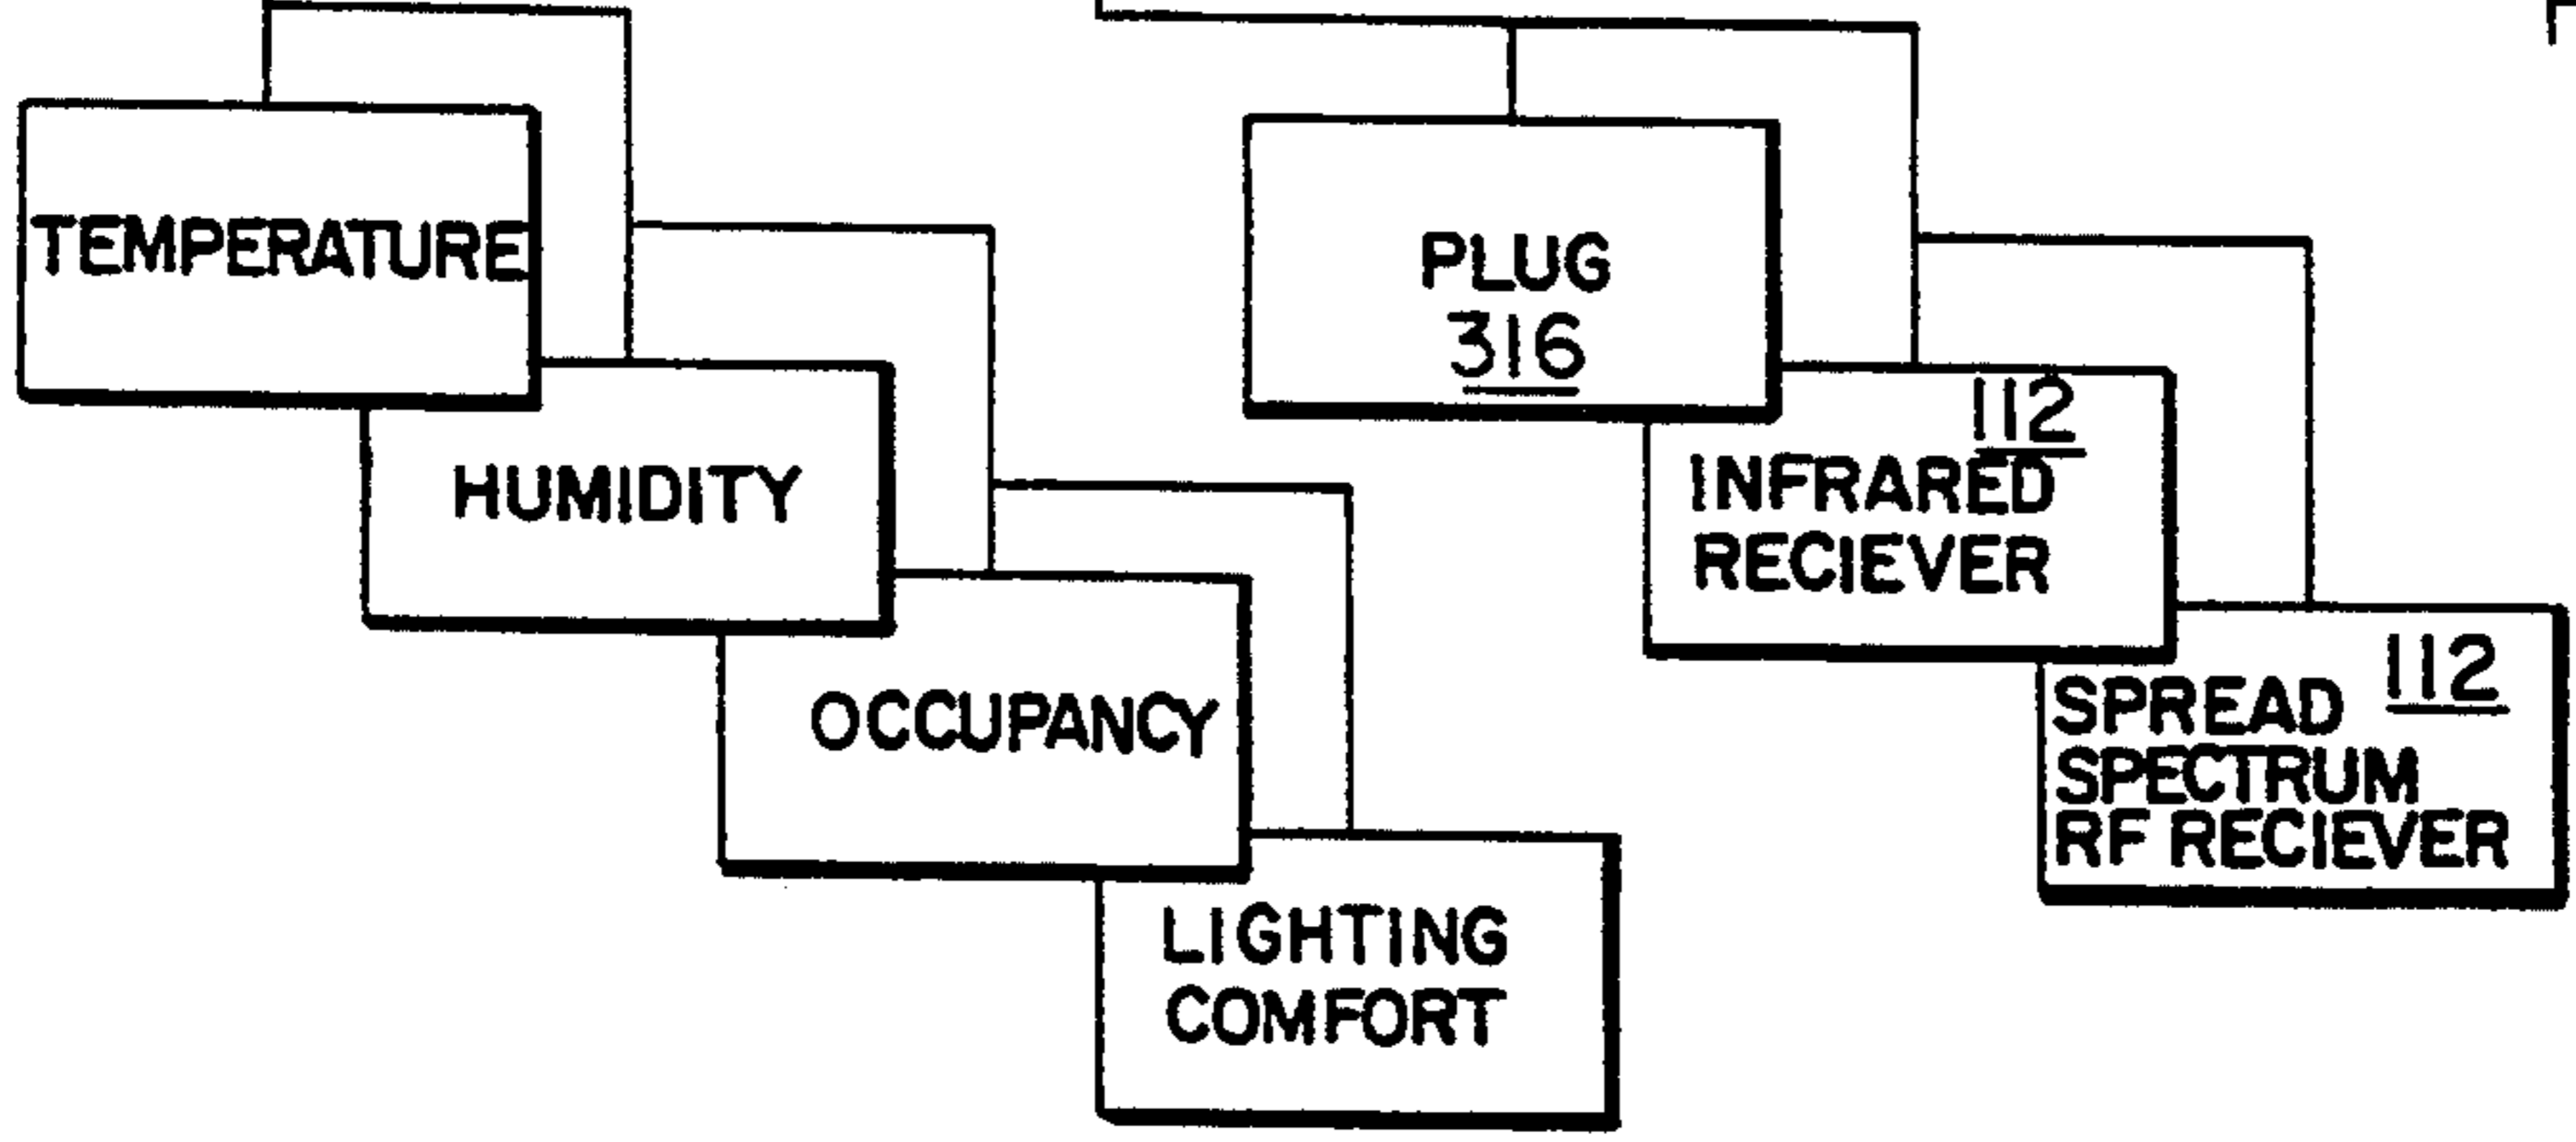 TEMPERATURE
HUMIDITY
OCCUPANCY
LIGHTING
COMFORT
PLUG
316
112
INFRARED
RECIEVER
112
SPREAD
SPECTRUM
RF RECIEVER